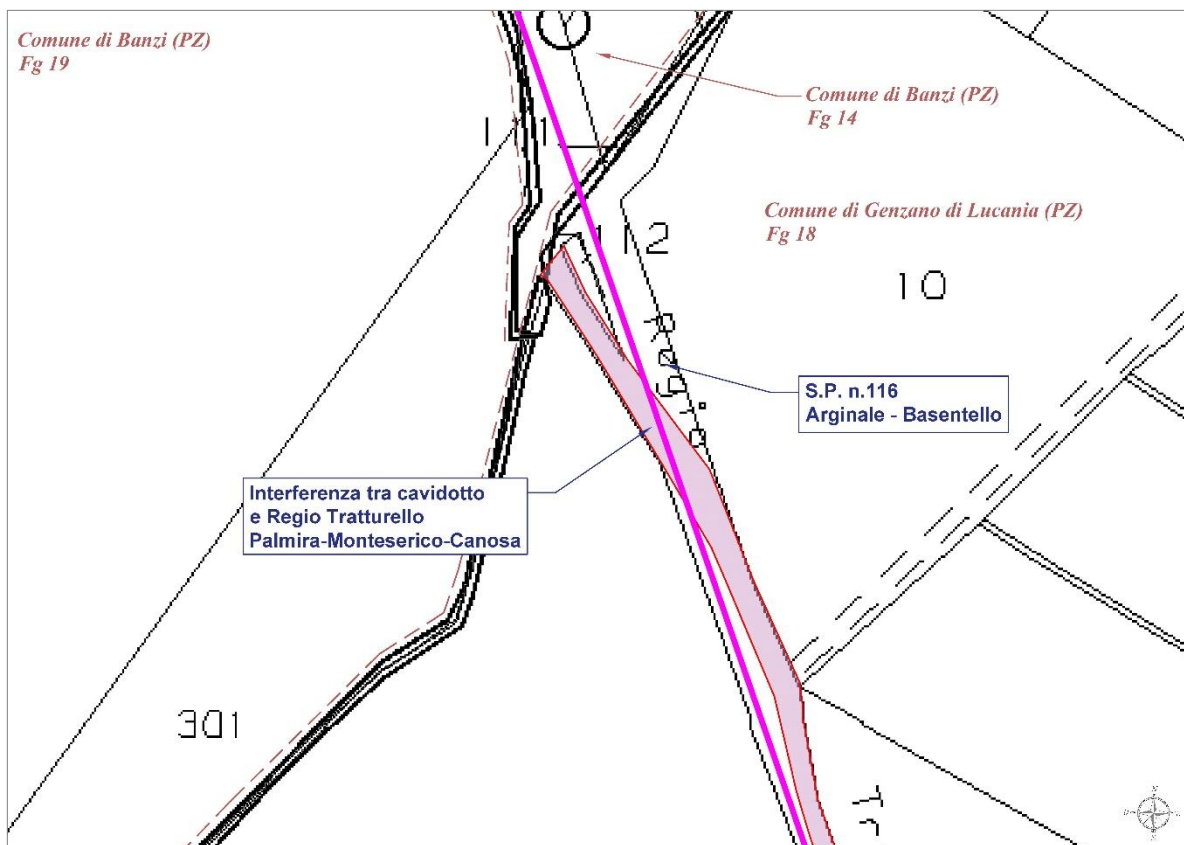 Comune di Banzi (PZ)
Fg 19
Comune di Banzi (PZ)
Fg 14
111
Comune di Genzano di Lucania (PZ)
Fg 18
112
10
S.P. n.116
Arginale - Basentello
Interferenza tra cavidotto
e Regio Tratturello
Palmira-Monteserico-Canosa
301